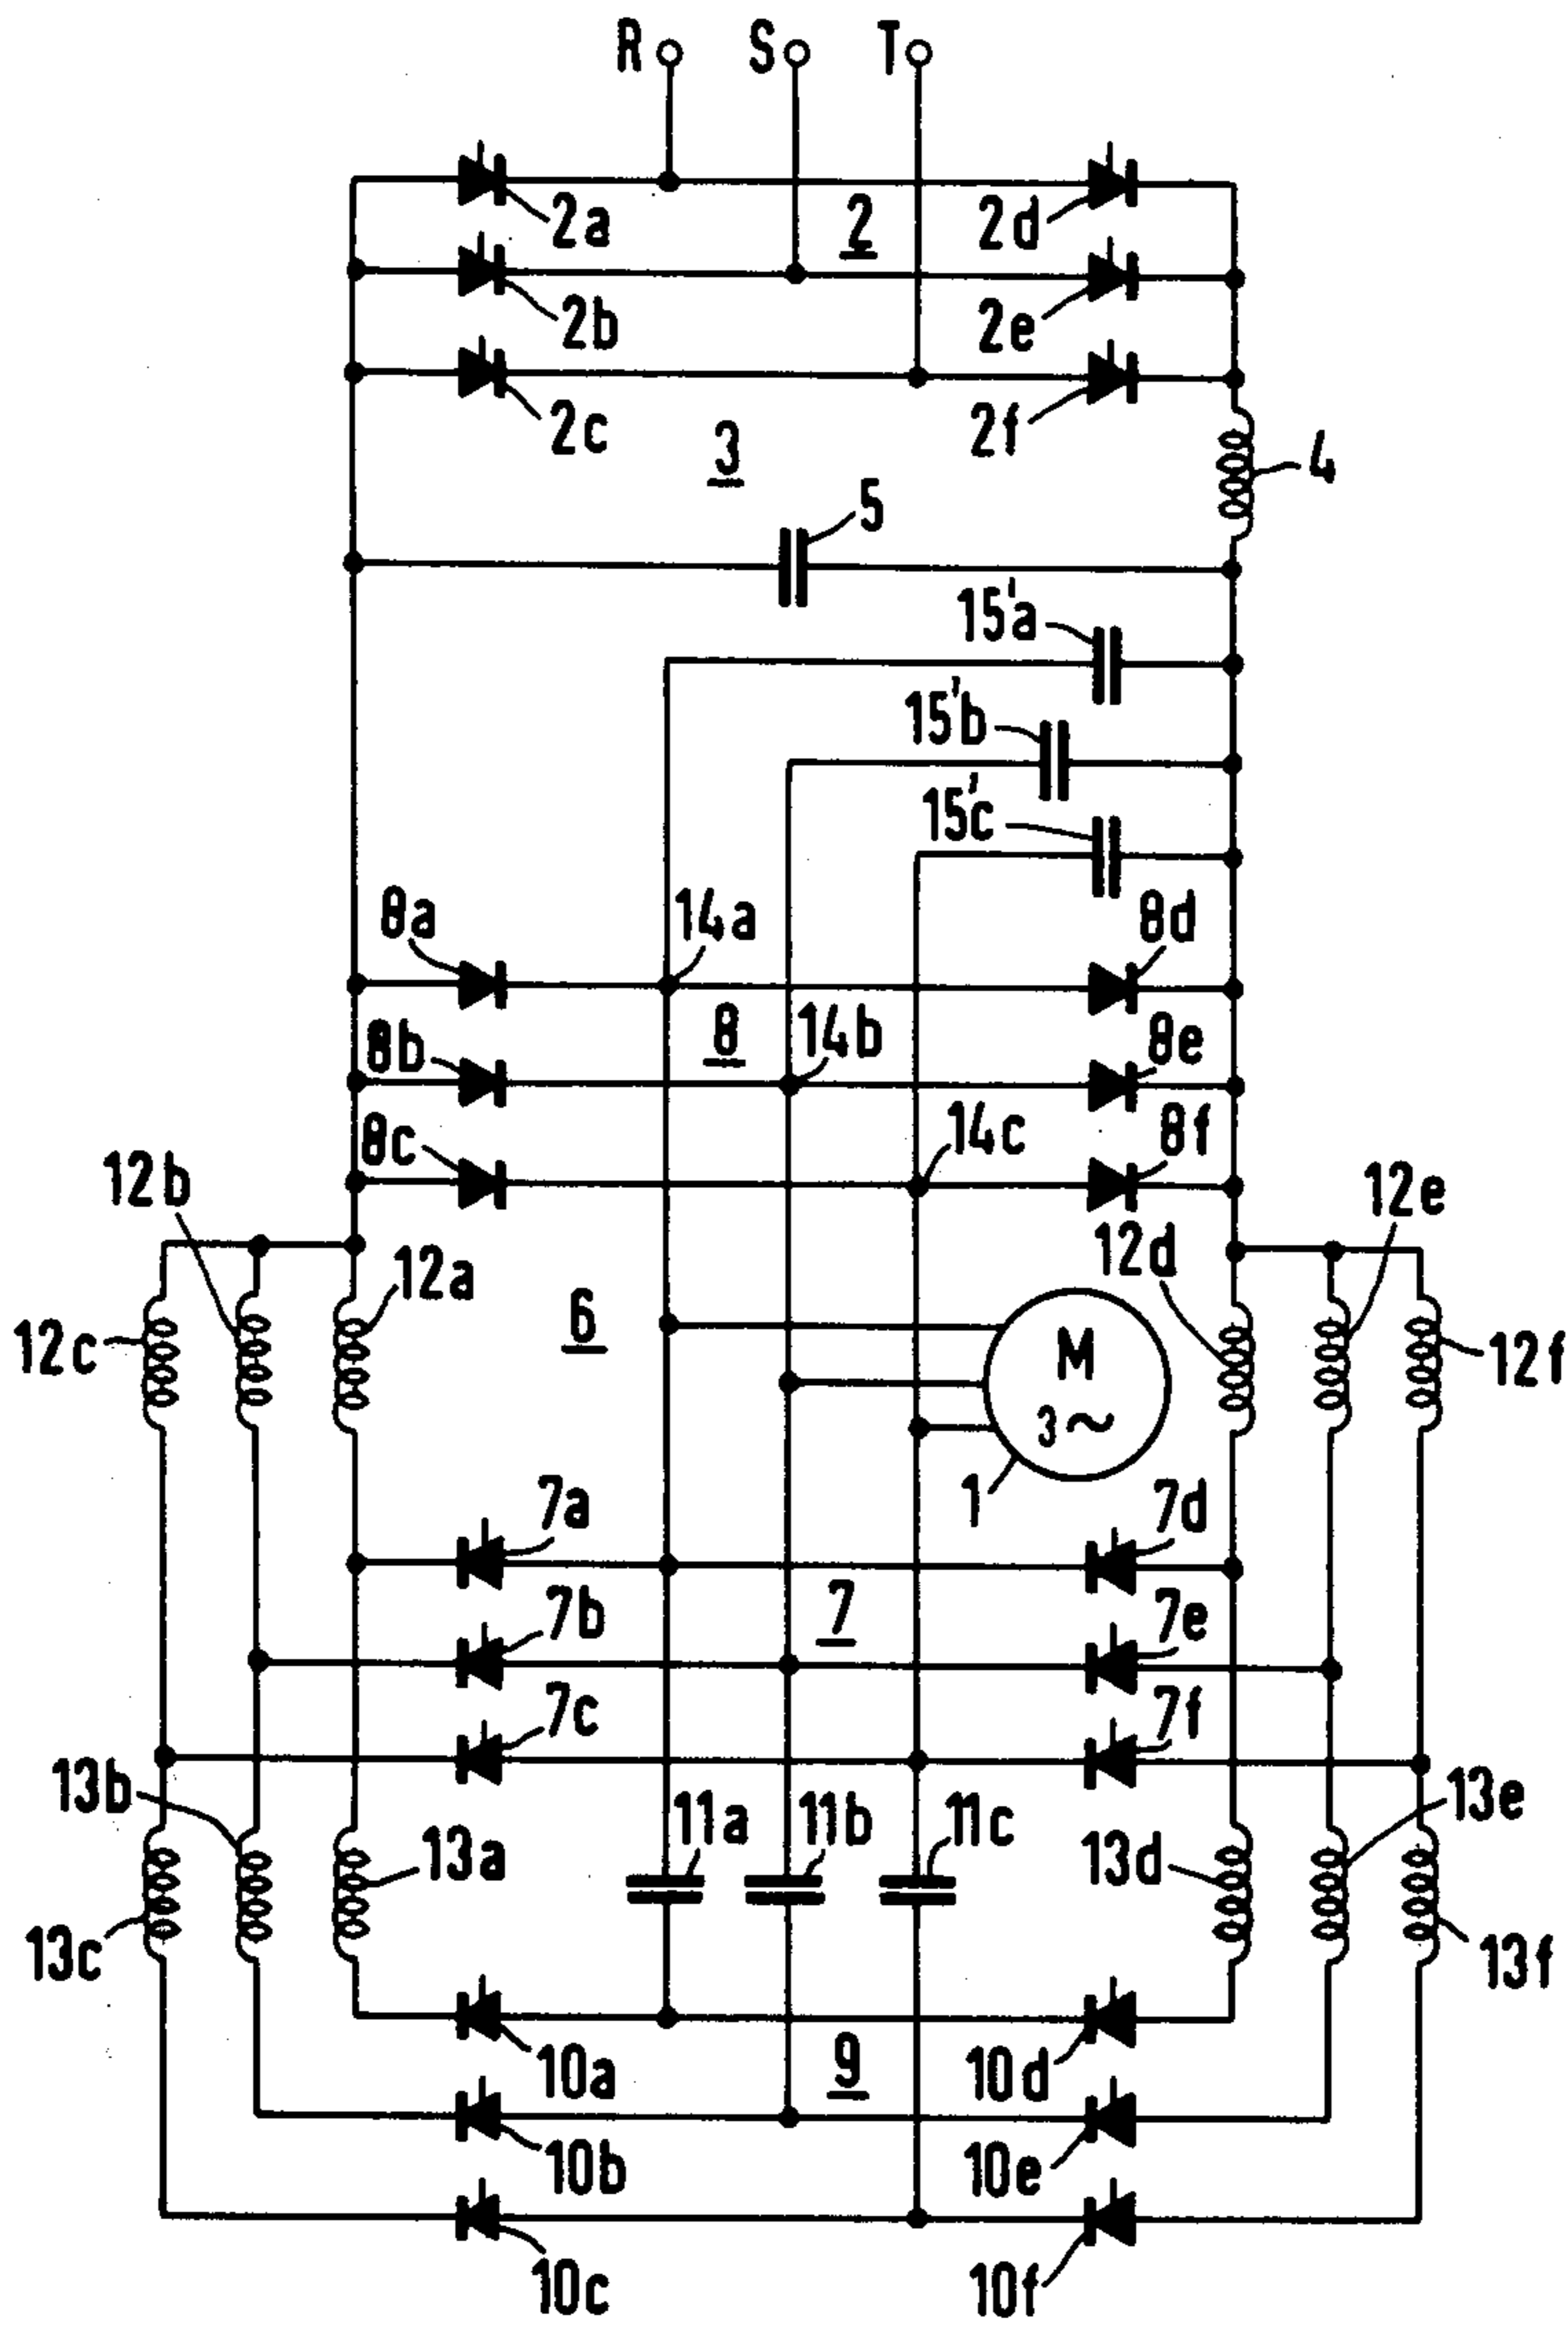 R S T
2a 2 2d
2b 2e
2c 2f
3 4
5
15'a
15'b
15'c
8a 14a 8d
8b 8 14b 8e
8c 14c 8f
12b 12e
12a 12d
12c 6 M 12f
3~
1
7a 7d
7b 7 7e
7c 7f
13b 11a 11b 11c 13e
13a 13d
13c 13f
10a 9 10d
10b 10e
10c 10f